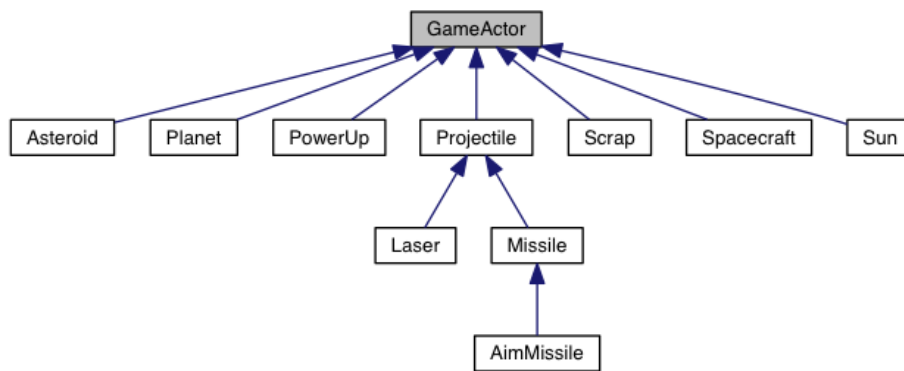 GameActor
Asteroid Planet PowerUp Projectile Scrap Spacecraft Sun
Laser Missile
AimMissile